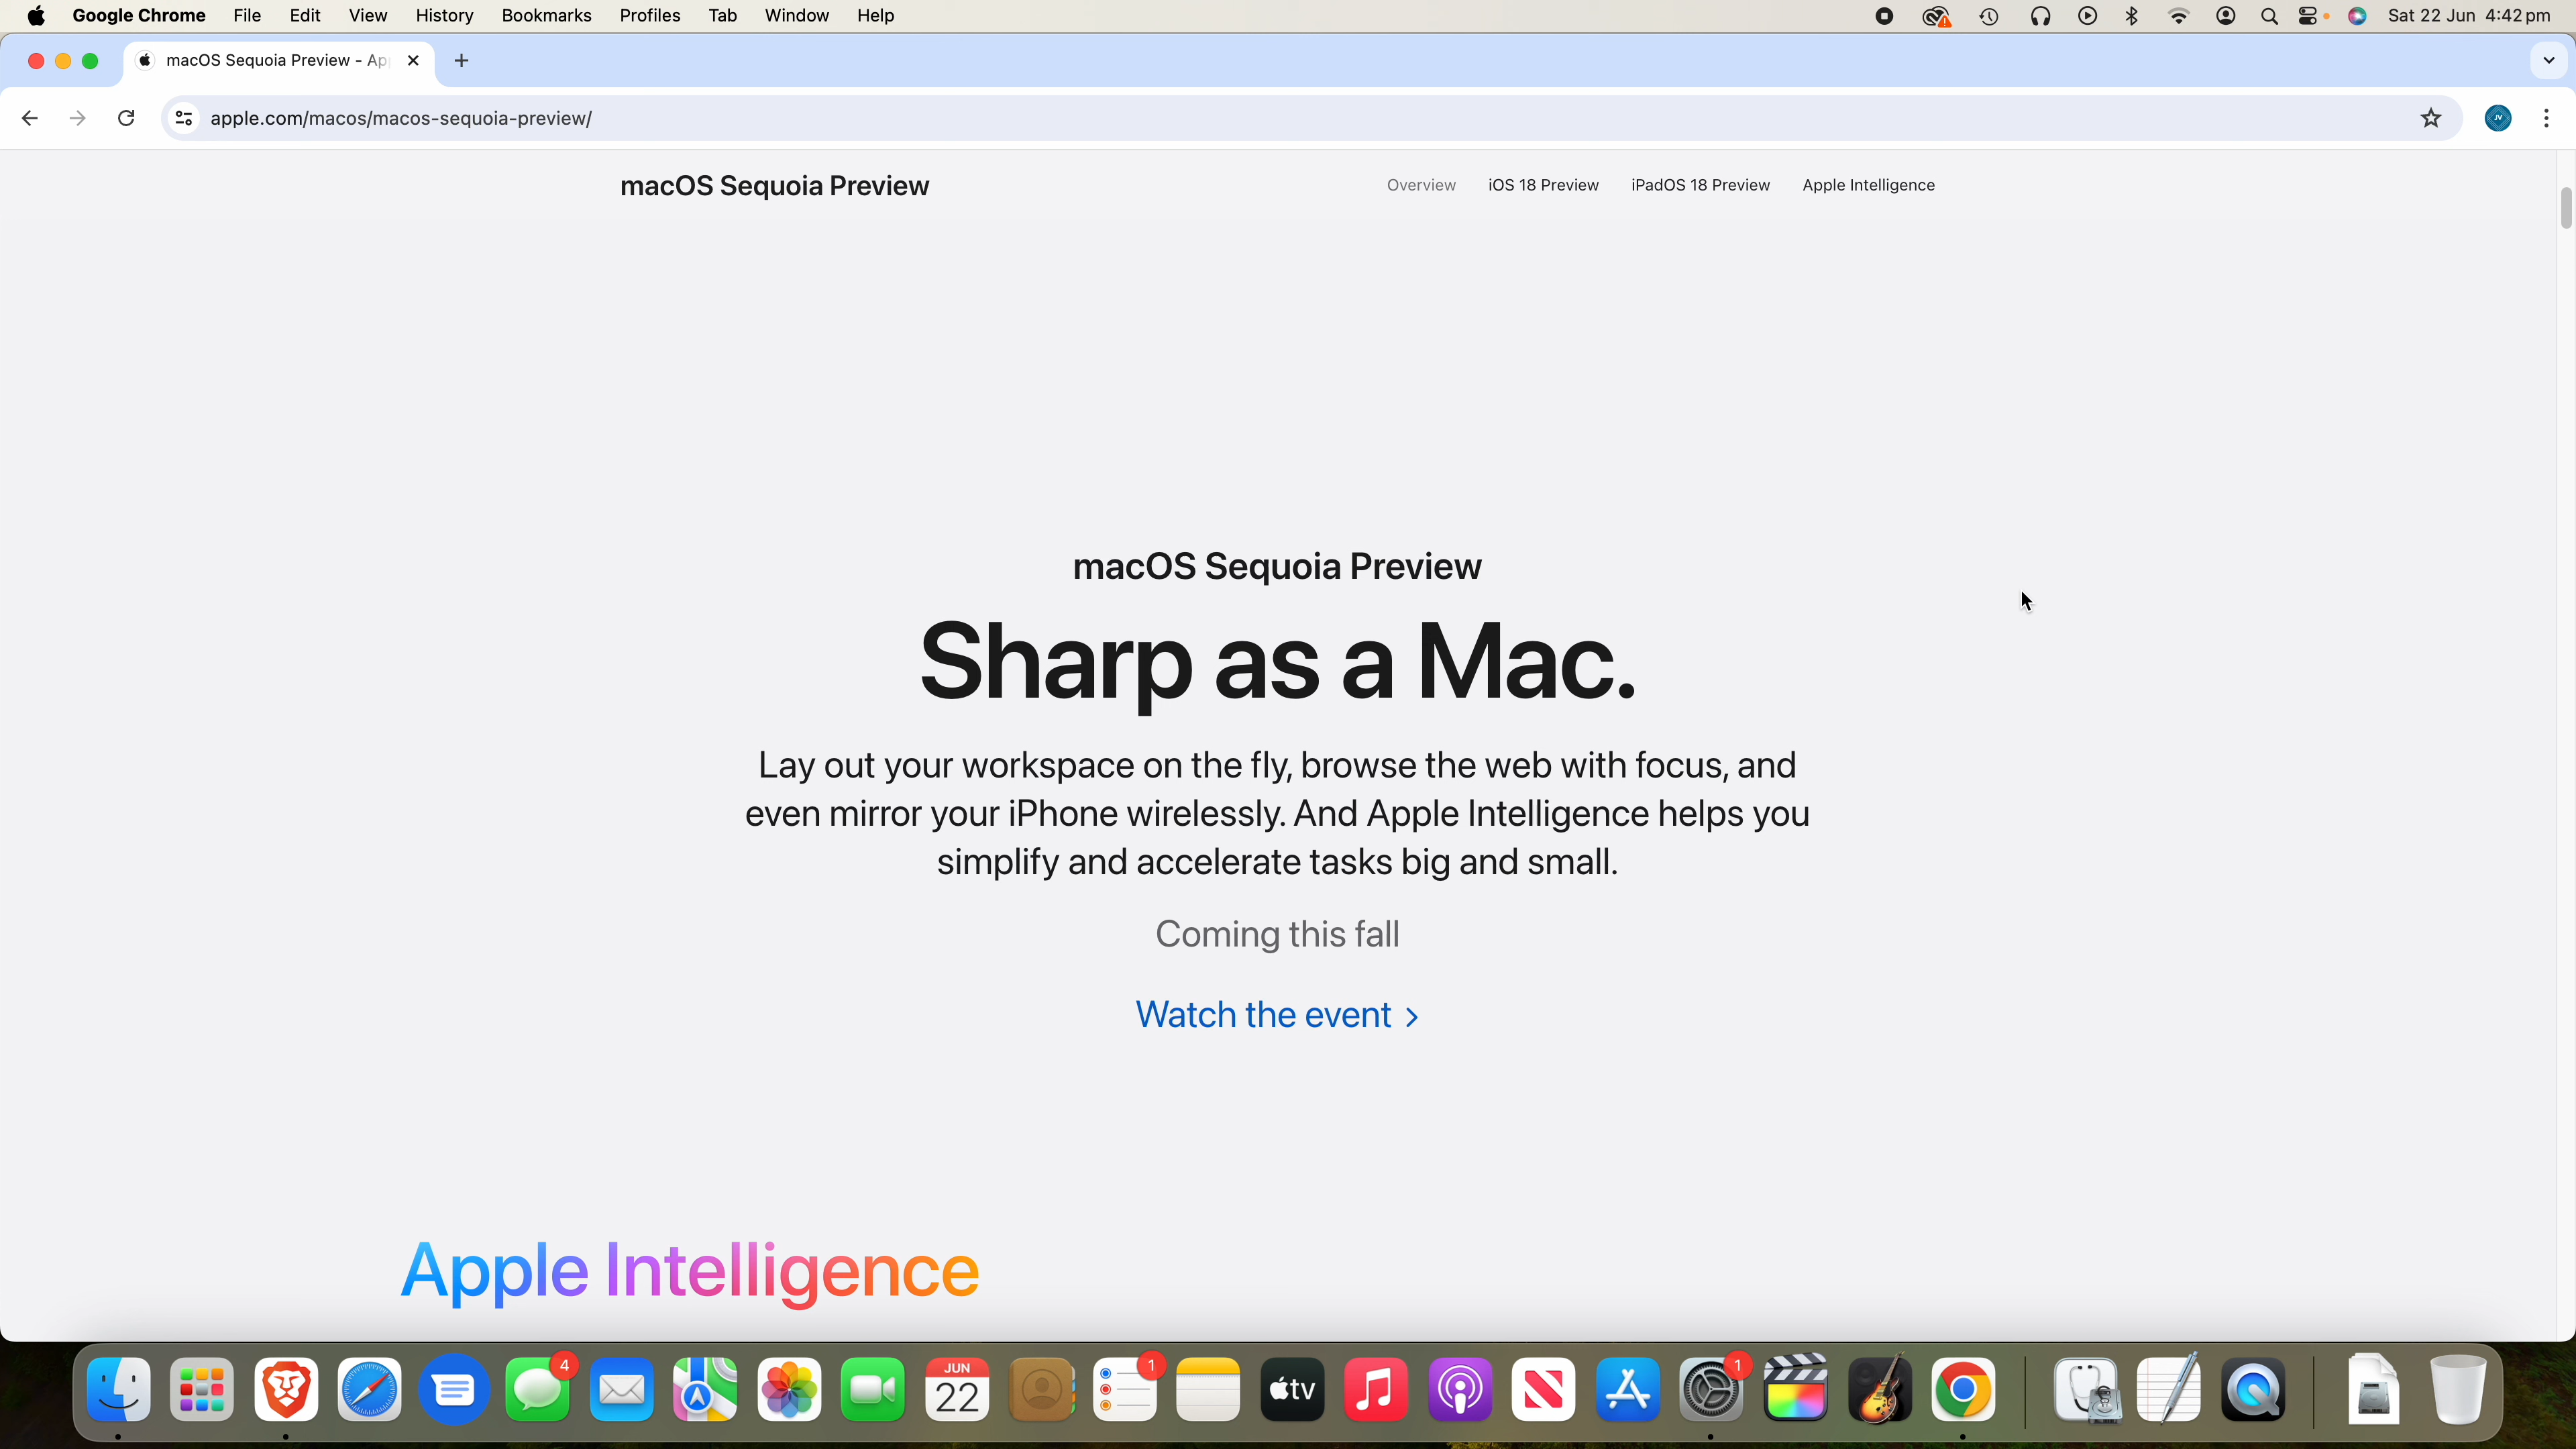 Google Chrome File Edit View History Bookmarks Profiles Tab Window Help Sat 22 Jun 4:42 pm
macOS Sequoia Preview - Ap
apple.com/macos/macos-sequoia-preview/ JV
macOS Sequoia Preview Overview iOS 18 Preview iPadOS 18 Preview Apple Intelligence
macOS Sequoia Preview
Sharp as a Mac.
Lay out your workspace on the fly, browse the web with focus, and
even mirror your iPhone wirelessly. And Apple Intelligence helps you
simplify and accelerate tasks big and small.
Coming this fall
Watch the event >
Apple Intelligence
4 JUN 1 1
22 tv